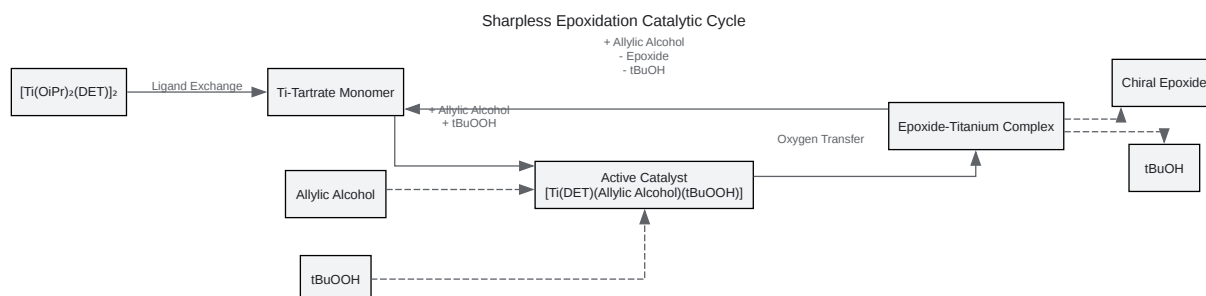 Sharpless Epoxidation Catalytic Cycle
+ Allylic Alcohol
- Epoxide
- tBuOH
[Ti(OiPr)₂(DET)]₂
Ligand Exchange
Ti-Tartrate Monomer
+ Allylic Alcohol
+ tBuOOH
Chiral Epoxide
Epoxide-Titanium Complex
Oxygen Transfer
tBuOH
Active Catalyst
[Ti(DET)(Allylic Alcohol)(tBuOOH)]
Allylic Alcohol
tBuOOH